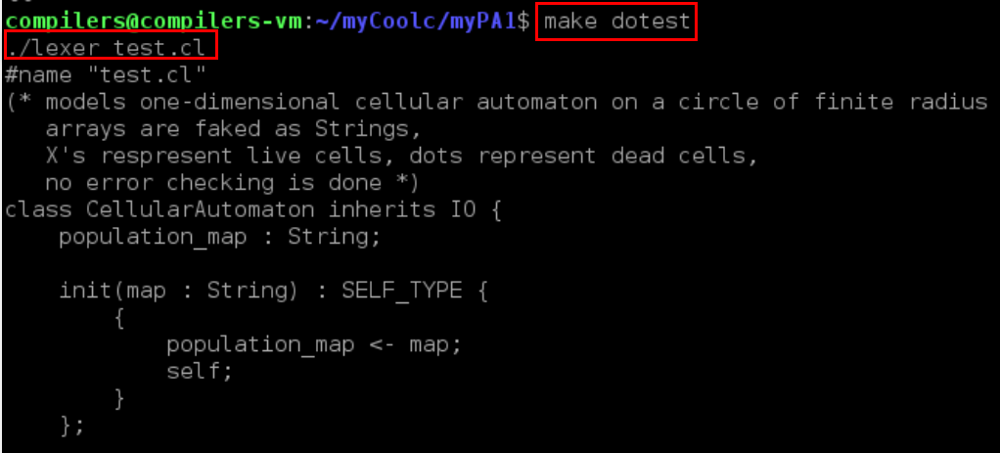 compilers@compilers-vm:~/myCoolc/myPA1$ make dotest
./lexer test.cl
#name "test.cl"
(* models one-dimensional cellular automaton on a circle of finite radius
   arrays are faked as Strings,
   X's respresent live cells, dots represent dead cells,
   no error checking is done *)
class CellularAutomaton inherits IO {
    population_map : String;

    init(map : String) : SELF_TYPE {
        {
            population_map <- map;
            self;
        }
    };